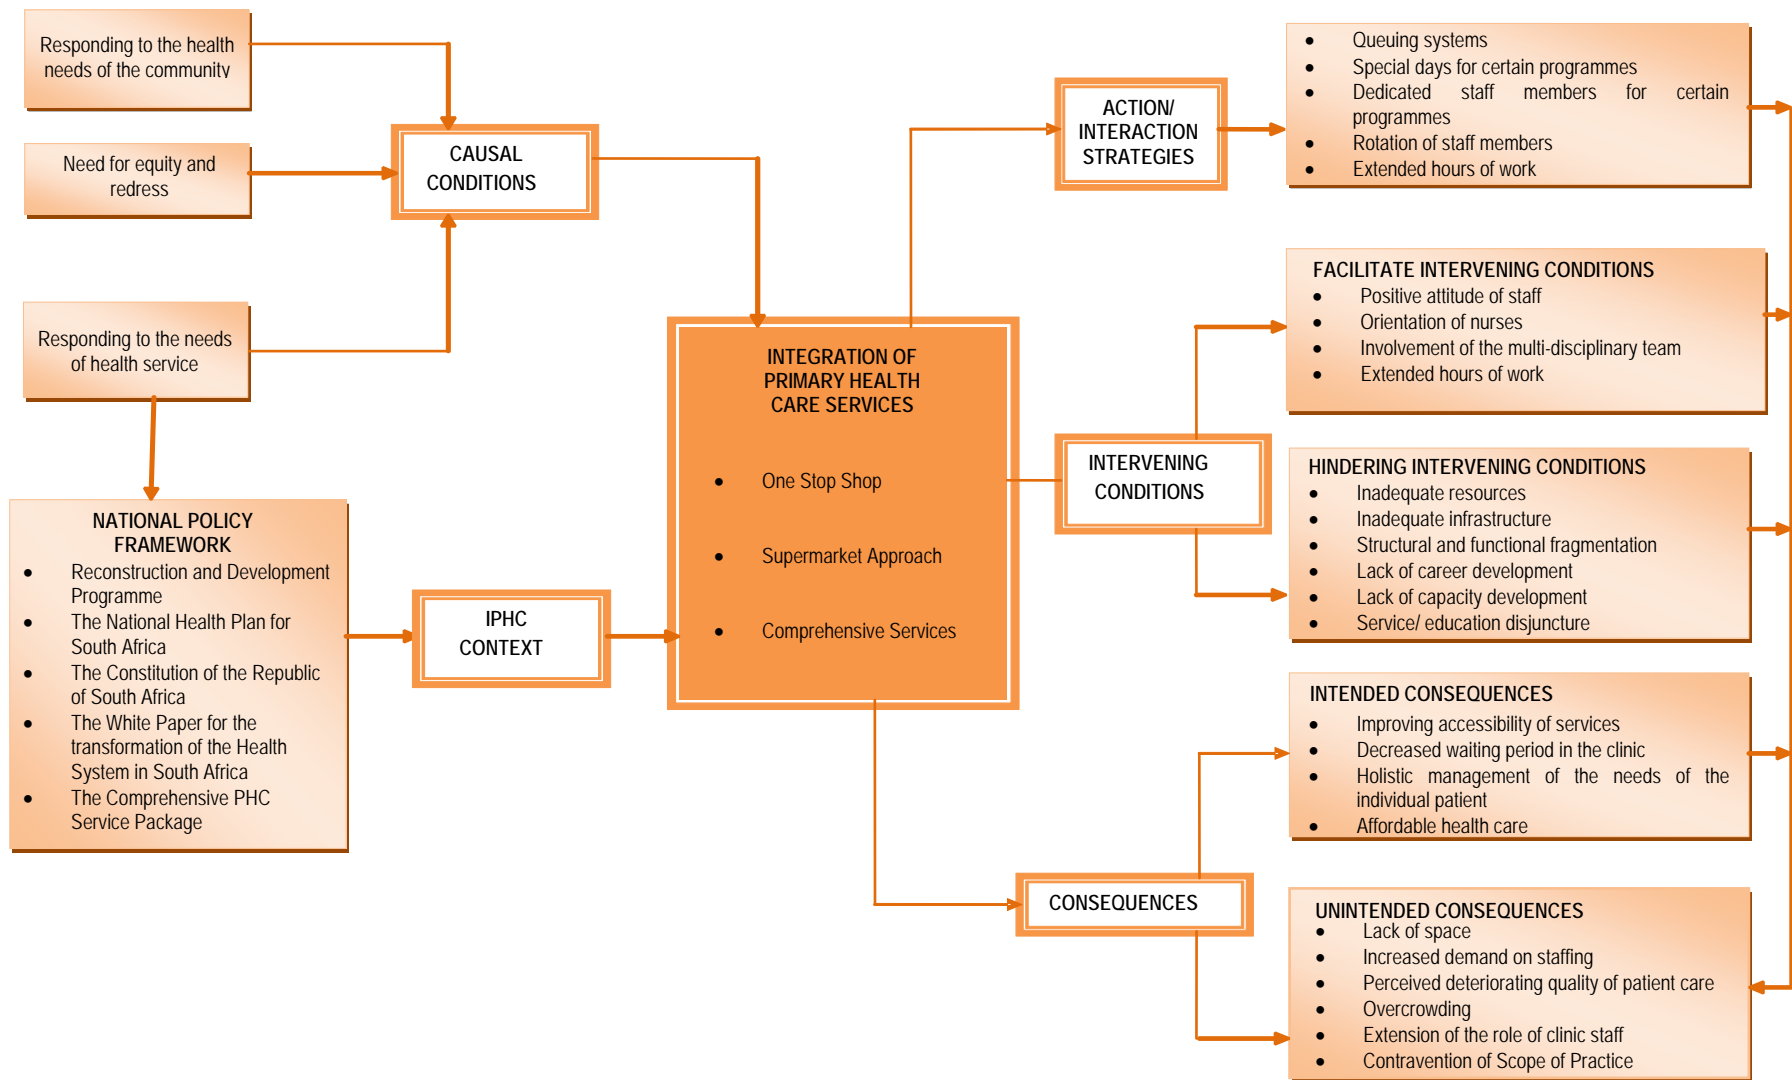 Responding to the health
needs of the community
Need for equity and
redress
Responding to the needs
of health service
NATIONAL POLICY
FRAMEWORK
• Reconstruction and Development
Programme
• The National Health Plan for
South Africa
• The Constitution of the Republic
of South Africa
• The White Paper for the
transformation of the Health
System in South Africa
• The Comprehensive PHC
Service Package
CAUSAL
CONDITIONS
IPHC
CONTEXT
INTEGRATION OF
PRIMARY HEALTH
CARE SERVICES
• One Stop Shop
• Supermarket Approach
• Comprehensive Services
ACTION/
INTERACTION
STRATEGIES
INTERVENING
CONDITIONS
CONSEQUENCES
• Queuing systems
• Special days for certain programmes
• Dedicated staff members for certain
programmes
• Rotation of staff members
• Extended hours of work
FACILITATE INTERVENING CONDITIONS
• Positive attitude of staff
• Orientation of nurses
• Involvement of the multi-disciplinary team
• Extended hours of work
HINDERING INTERVENING CONDITIONS
• Inadequate resources
• Inadequate infrastructure
• Structural and functional fragmentation
• Lack of career development
• Lack of capacity development
• Service/ education disjuncture
INTENDED CONSEQUENCES
• Improving accessibility of services
• Decreased waiting period in the clinic
• Holistic management of the needs of the
individual patient
• Affordable health care
UNINTENDED CONSEQUENCES
• Lack of space
• Increased demand on staffing
• Perceived deteriorating quality of patient care
• Overcrowding
• Extension of the role of clinic staff
• Contravention of Scope of Practice